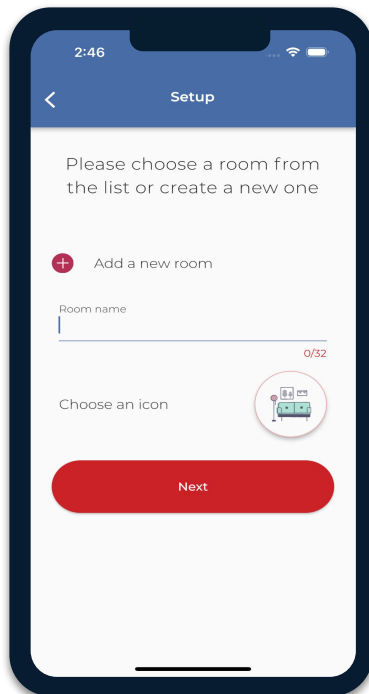 2:46
Setup
Please choose a room from
the list or create a new one
Add a new room
Room name
0/32
Choose an icon
Next